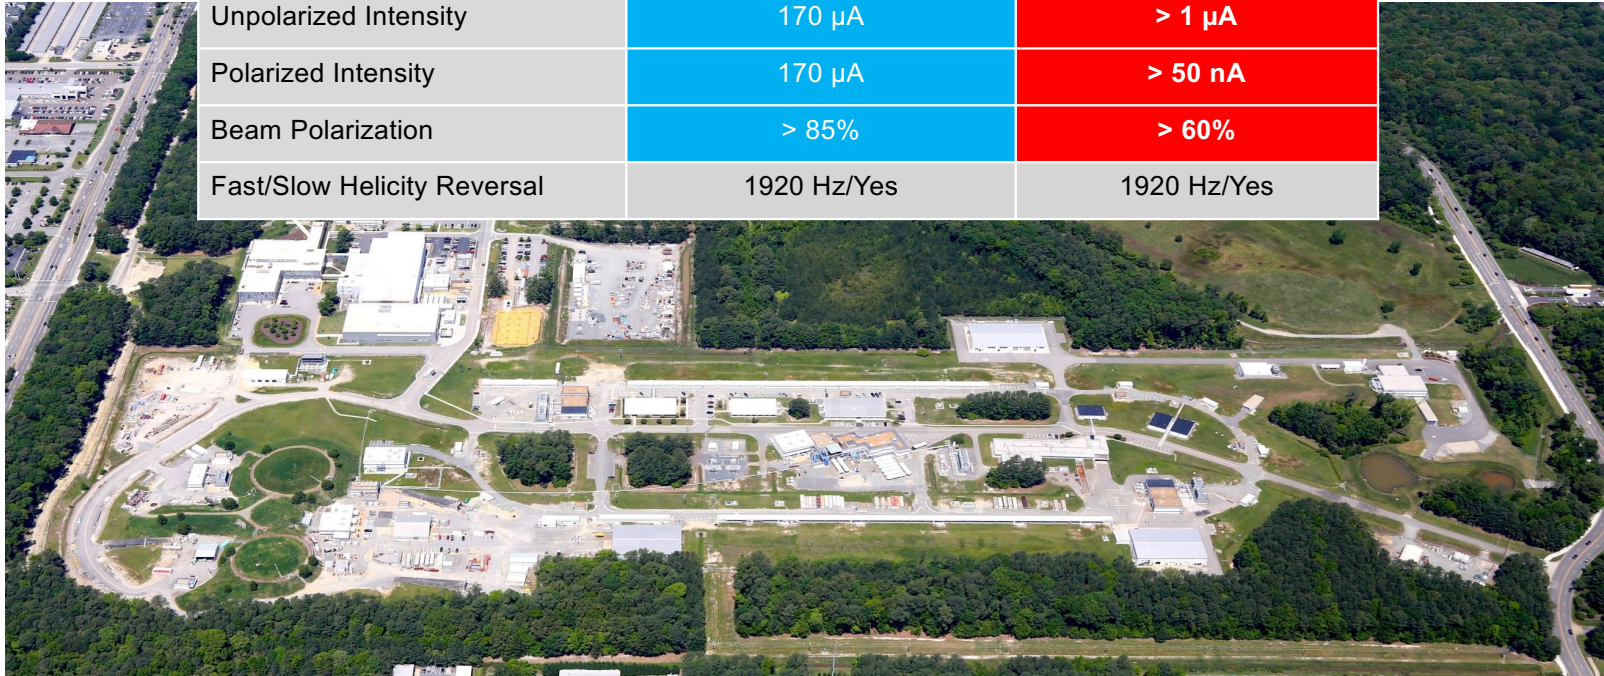 Unpolarized Intensity 170 µA > 1 µA
Polarized Intensity 170 µA > 50 nA
Beam Polarization > 85% > 60%
Fast/Slow Helicity Reversal 1920 Hz/Yes 1920 Hz/Yes